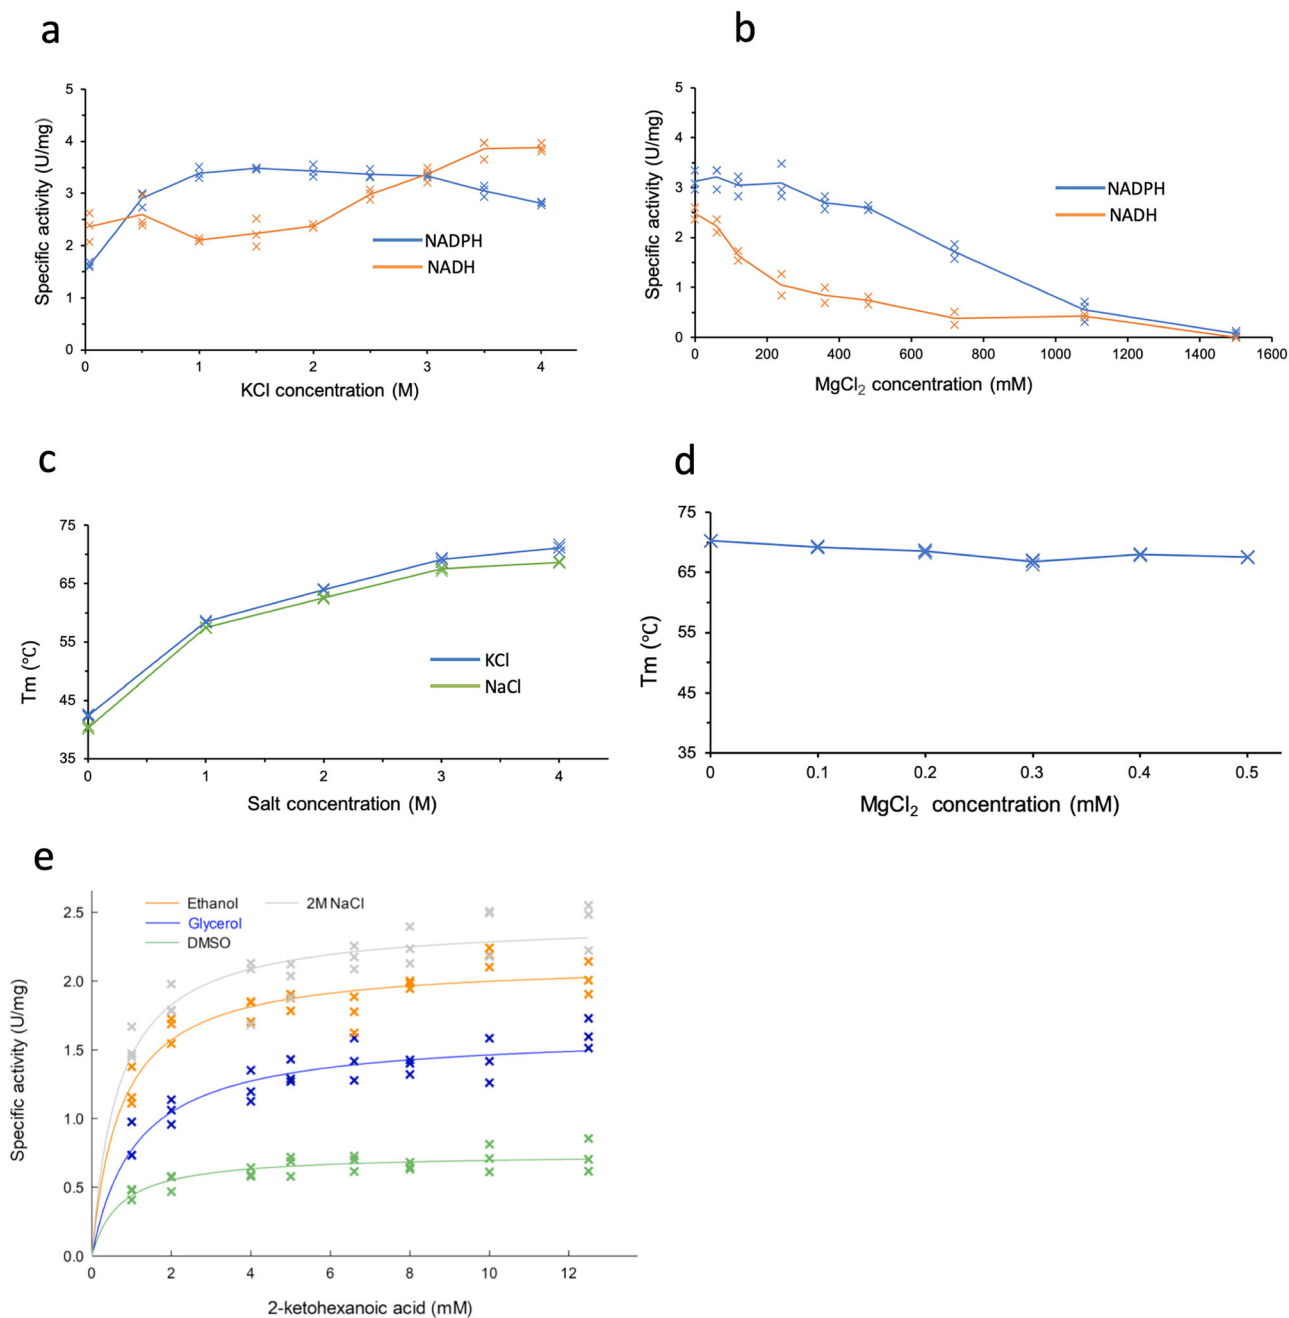 a
5
4
3
2
1
0
Specific activity (U/mg)
NADPH
NADH
0 1 2 3 4
KCl concentration (M)
b
5
4
3
2
1
0
Specific activity (U/mg)
NADPH
NADH
0 200 400 600 800 1000 1200 1400 1600
MgCl₂ concentration (mM)
c
75
65
55
45
35
Tm (°C)
KCl
NaCl
0 1 2 3 4
Salt concentration (M)
d
75
65
55
45
35
Tm (°C)
0 0.1 0.2 0.3 0.4 0.5
MgCl₂ concentration (mM)
e
Ethanol 2M NaCl
Glycerol
DMSO
2.5
2.0
1.5
1.0
0.5
0.0
Specific activity (U/mg)
0 2 4 6 8 10 12
2-ketohexanoic acid (mM)